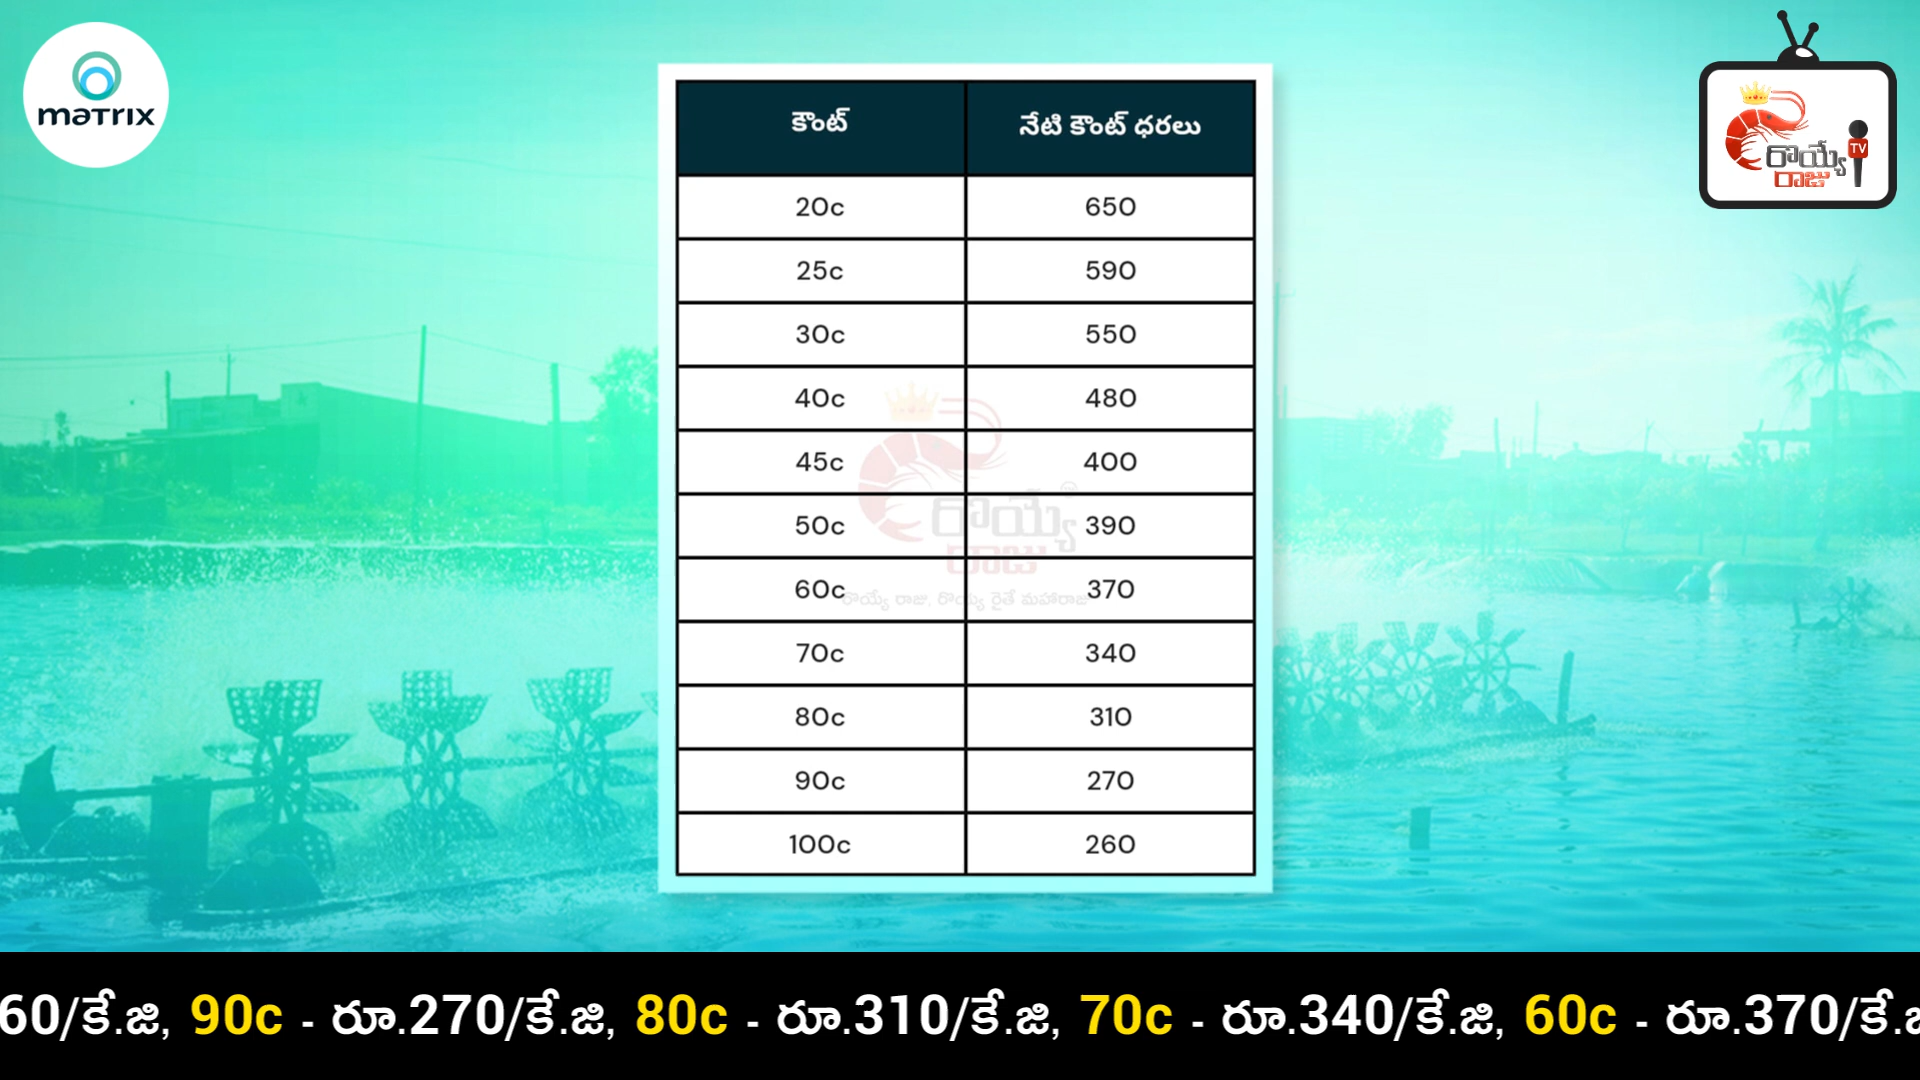 matrix
రొయ్యే
రాజు
TV
కౌంట్ నేటి కౌంట్ ధరలు
20c 650
25c 590
30c 550
40c 480
45c 400
50c 390
60c 370
70c 340
80c 310
90c 270
100c 260
రొయ్యే
రాజు
రొయ్యే రాజు, రొయ్య రైతే మహారాజు
60/కే.జి, 90c - రూ.270/కే.జి, 80c - రూ.310/కే.జి, 70c - రూ.340/కే.జి, 60c - రూ.370/కే.జ